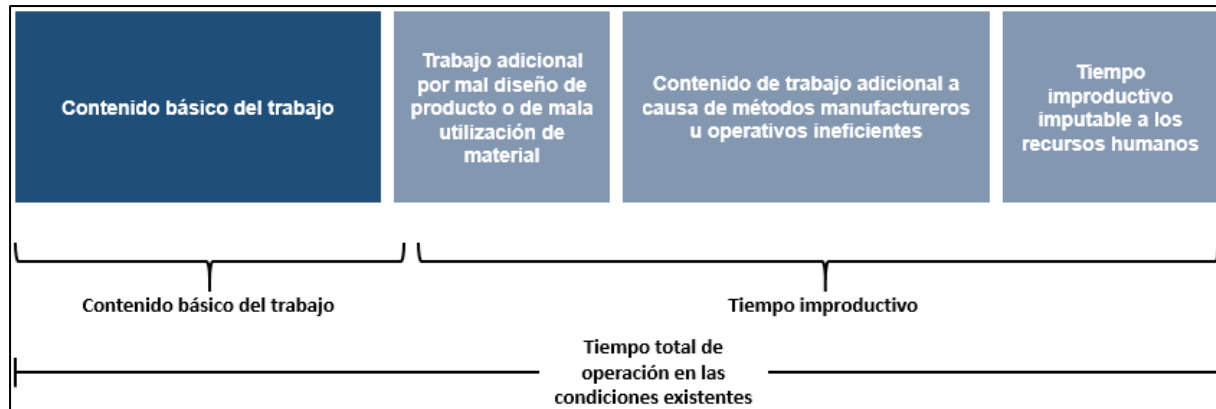 Contenido básico del trabajo
Trabajo adicional
por mal diseño de
producto o de mala
utilización de
material
Contenido de trabajo adicional a
causa de métodos manufactureros
u operativos ineficientes
Tiempo
improductivo
imputable a los
recursos humanos
Contenido básico del trabajo
Tiempo improductivo
Tiempo total de
operación en las
condiciones existentes